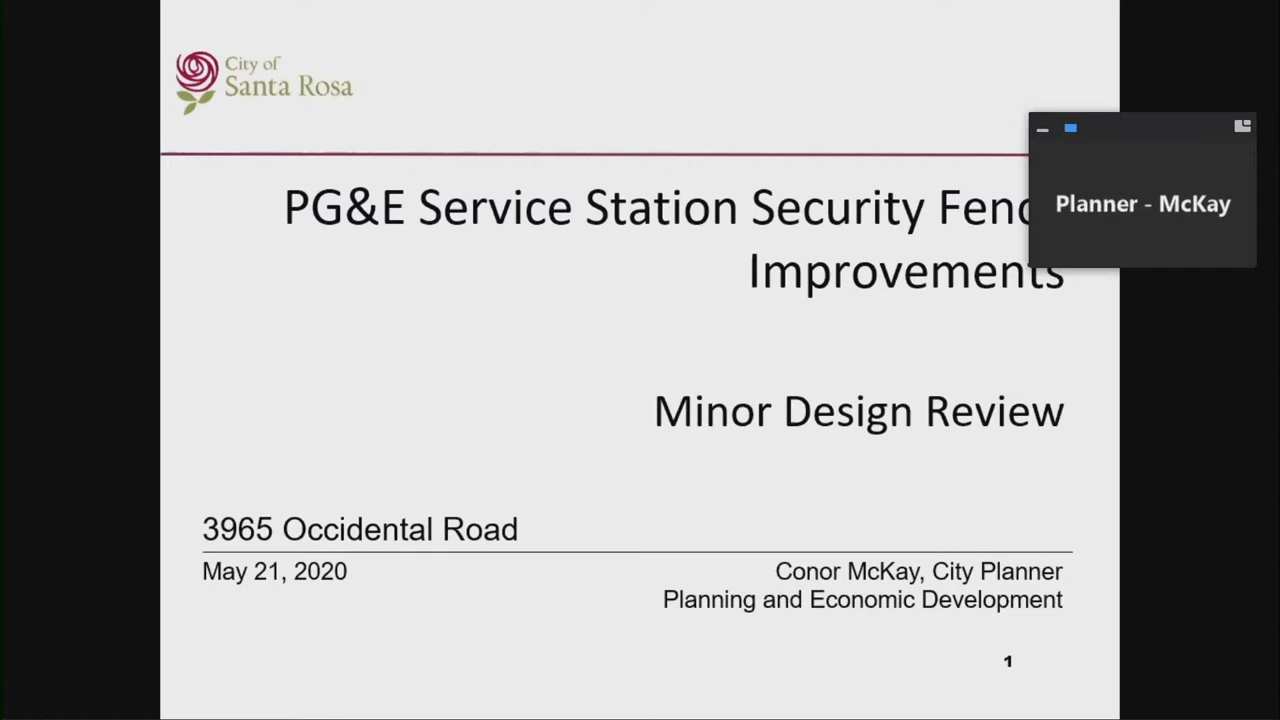 City of
Santa Rosa
PG&E Service Station Security Fenc
Improvements
Planner - McKay
Minor Design Review
3965 Occidental Road
May 21, 2020
Conor McKay, City Planner
Planning and Economic Development
1